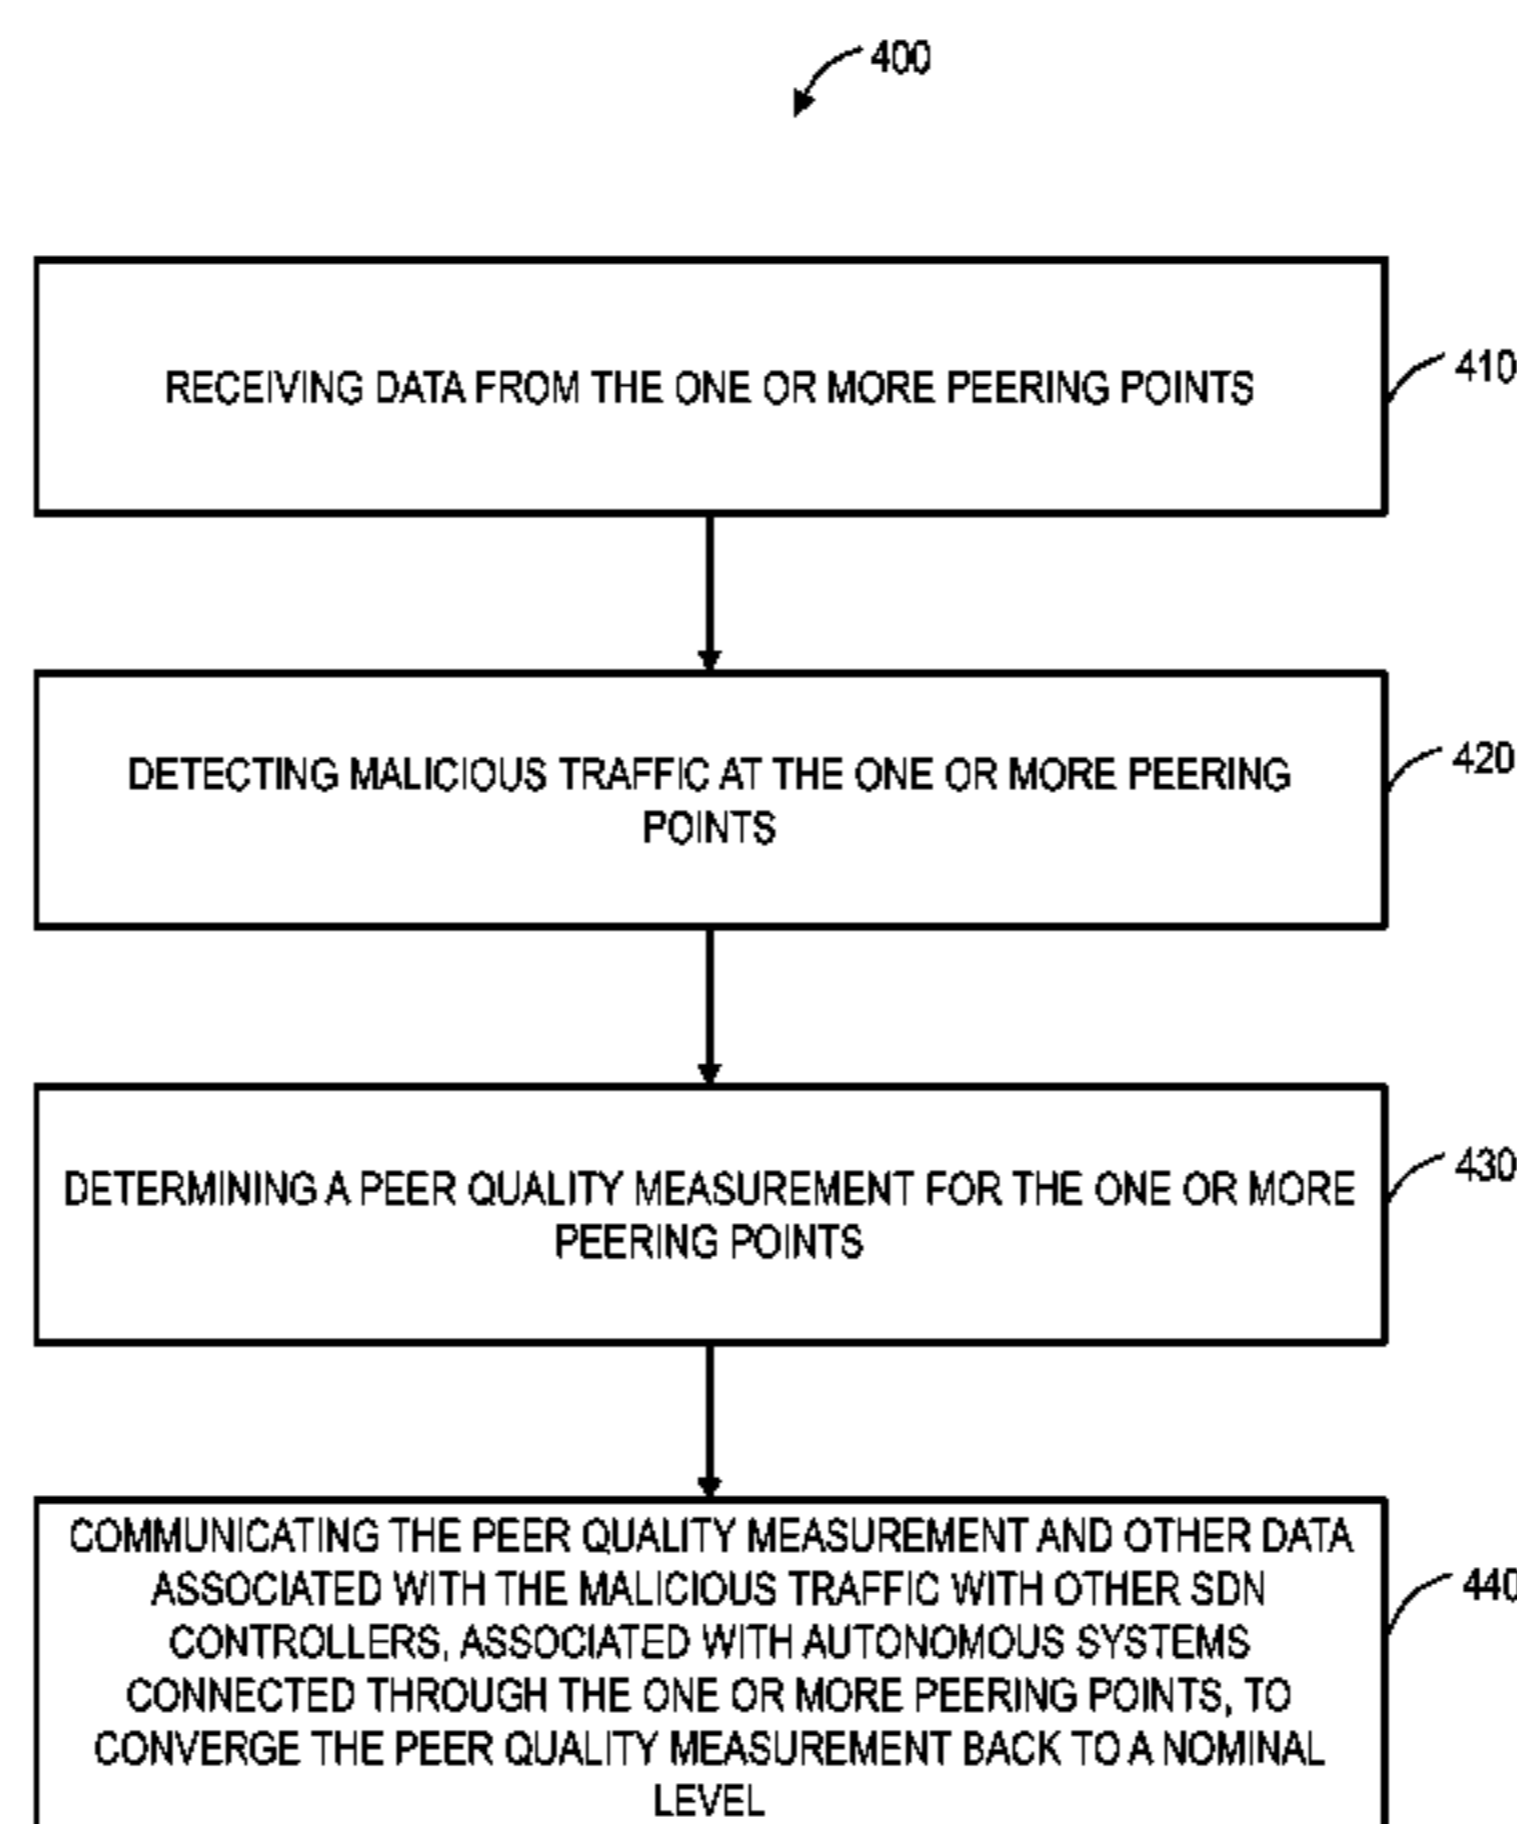 400
RECEIVING DATA FROM THE ONE OR MORE PEERING POINTS
410
DETECTING MALICIOUS TRAFFIC AT THE ONE OR MORE PEERING
POINTS
420
DETERMINING A PEER QUALITY MEASUREMENT FOR THE ONE OR MORE
PEERING POINTS
430
COMMUNICATING THE PEER QUALITY MEASUREMENT AND OTHER DATA
ASSOCIATED WITH THE MALICIOUS TRAFFIC WITH OTHER SDN
CONTROLLERS, ASSOCIATED WITH AUTONOMOUS SYSTEMS
CONNECTED THROUGH THE ONE OR MORE PEERING POINTS, TO
CONVERGE THE PEER QUALITY MEASUREMENT BACK TO A NOMINAL
LEVEL
440